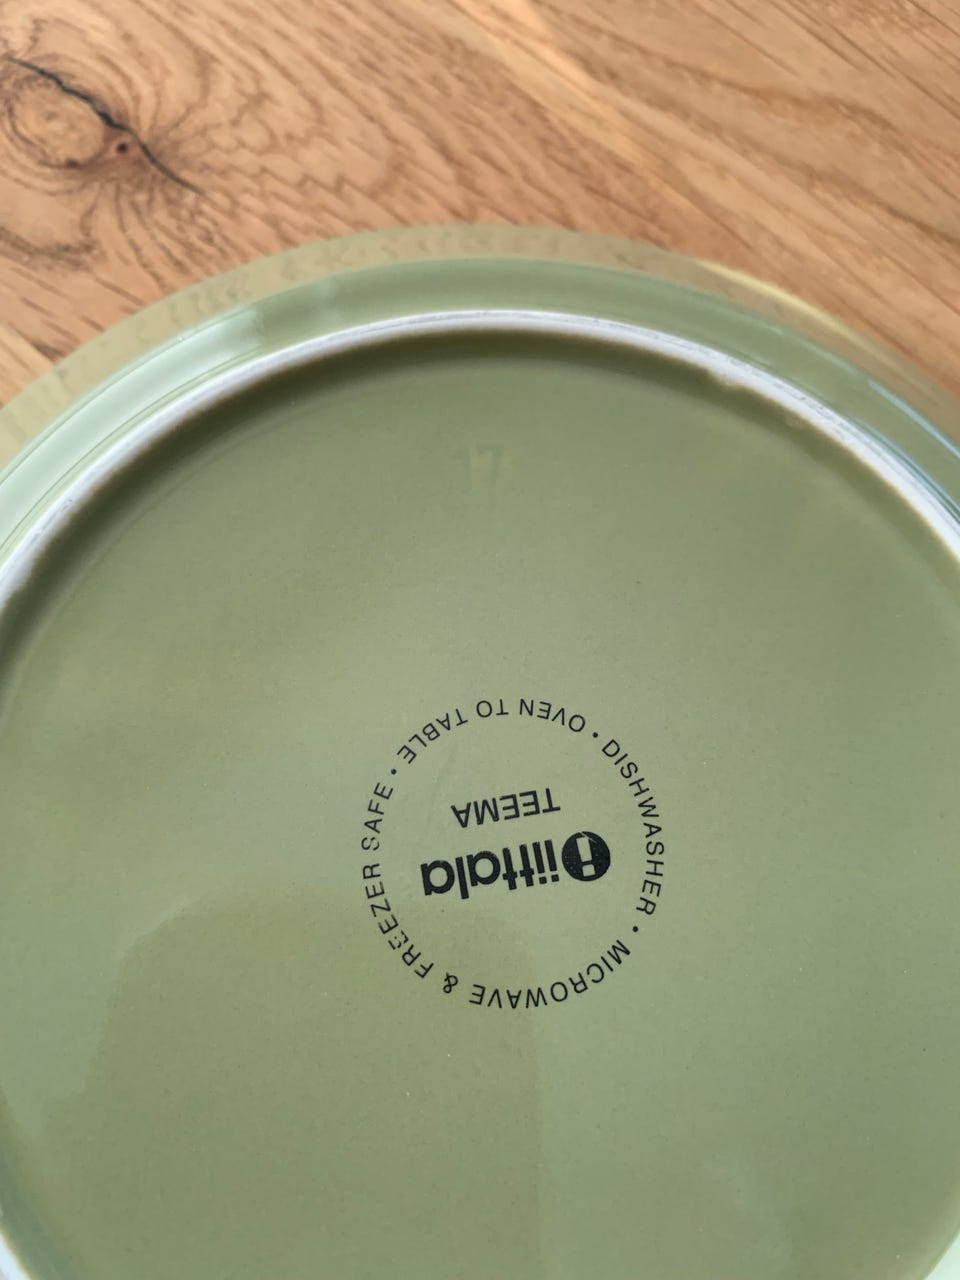 OVEN TO TABLE • DISHWASHER • MICROWAVE & FREEZER SAFE •
iittala
TEEMA